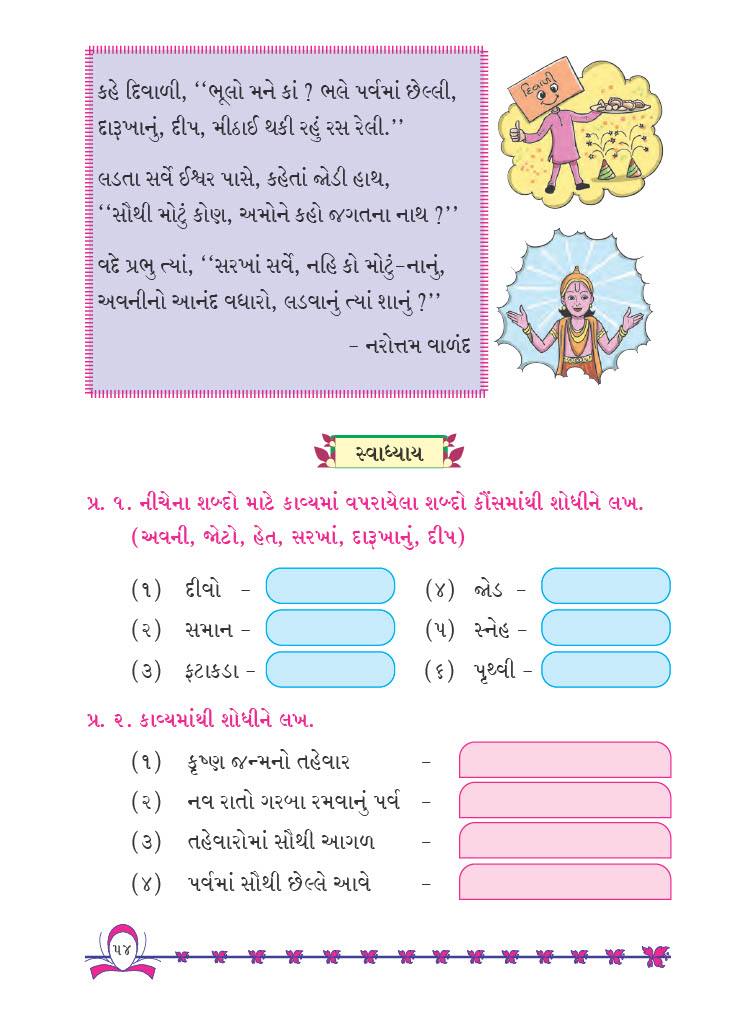 કહે દિવાળી, ‘‘ભૂલો મને કાં ? ભલે પર્વમાં છેલ્લી,
દારૂખાનું, દીપ, મીઠાઈ થકી રહું રસ રેલી.’’
લડતા સર્વે ઈશ્વર પાસે, કહેતાં જોડી હાથ,
‘‘સૌથી મોટું કોણ, અમોને કહો જગતના નાથ ?’’
વદે પ્રભુ ત્યાં, ‘‘સરખાં સર્વે, નહિ કો મોટું-નાનું,
અવનીનો આનંદ વધારો, લડવાનું ત્યાં શાનું ?’’
- નરોત્તમ વાળંદ
દિવાળી
સ્વાધ્યાય
પ્ર. ૧. નીચેના શબ્દો માટે કાવ્યમાં વપરાયેલા શબ્દો કૌંસમાંથી શોધીને લખ.
(અવની, જોટો, હેત, સરખાં, દારૂખાનું, દીપ)
(૧) દીવો - (૪) જોડ -
(૨) સમાન - (૫) સ્નેહ -
(૩) ફટાકડા - (૬) પૃથ્વી -
પ્ર. ૨. કાવ્યમાંથી શોધીને લખ.
(૧) કૃષ્ણ જન્મનો તહેવાર -
(૨) નવ રાતો ગરબા રમવાનું પર્વ -
(૩) તહેવારોમાં સૌથી આગળ -
(૪) પર્વમાં સૌથી છેલ્લે આવે -
૫૪